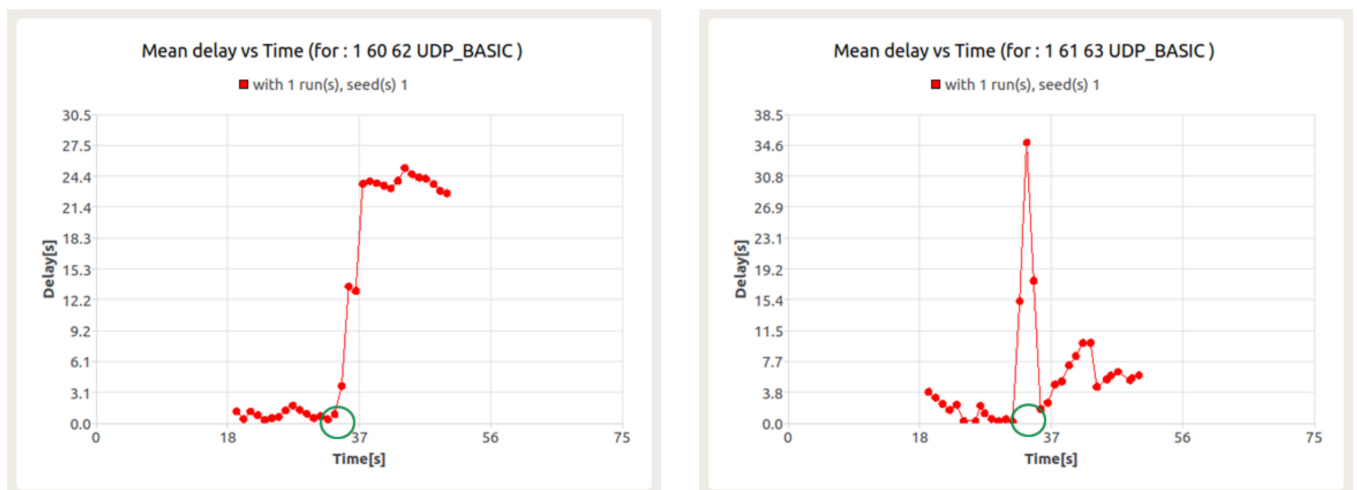 Mean delay vs Time (for : 1 60 62 UDP_BASIC )
with 1 run(s), seed(s) 1
30.5
27.5
24.4
21.4
18.3
15.3
12.2
9.2
6.1
3.1
0.0
Delay[s]
0 18 37 56 75
Time[s]
Mean delay vs Time (for : 1 61 63 UDP_BASIC )
with 1 run(s), seed(s) 1
38.5
34.6
30.8
26.9
23.1
19.2
15.4
11.5
7.7
3.8
0.0
Delay[s]
0 18 37 56 75
Time[s]